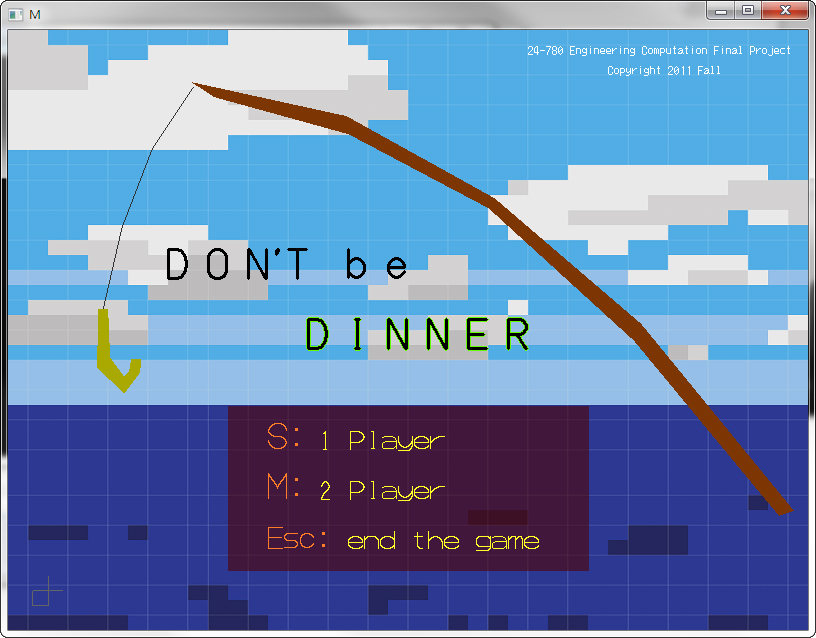 M
24-780 Engineering Computation Final Project
Copyright 2011 Fall
DON'T be
DINNER
S: 1 Player
M: 2 Player
Esc: end the game